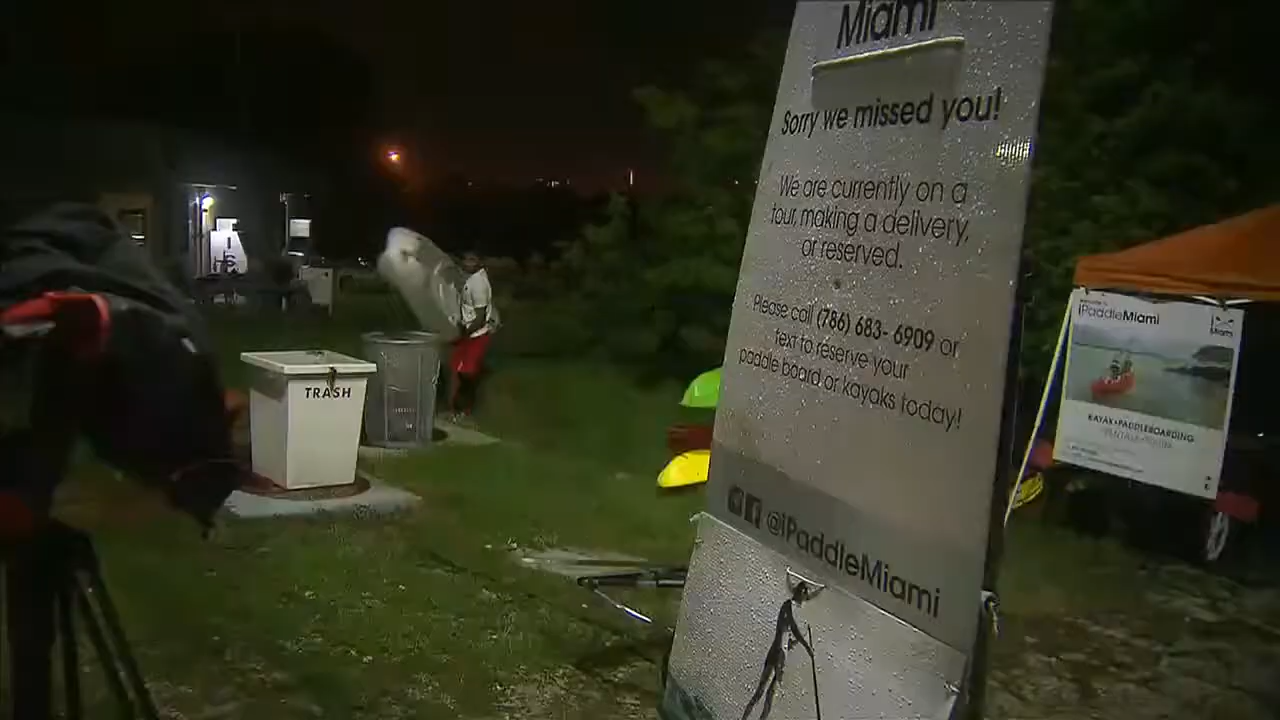 Miami
Sorry we missed you!
We are currently on a
tour, making a delivery,
or reserved.
Please call (786) 683- 6909 or
text to reserve your
paddle board or kayaks today!
@iPaddleMiami
TRASH
iPaddleMiami
Miami
KAYAK+PADDLEBOARDING